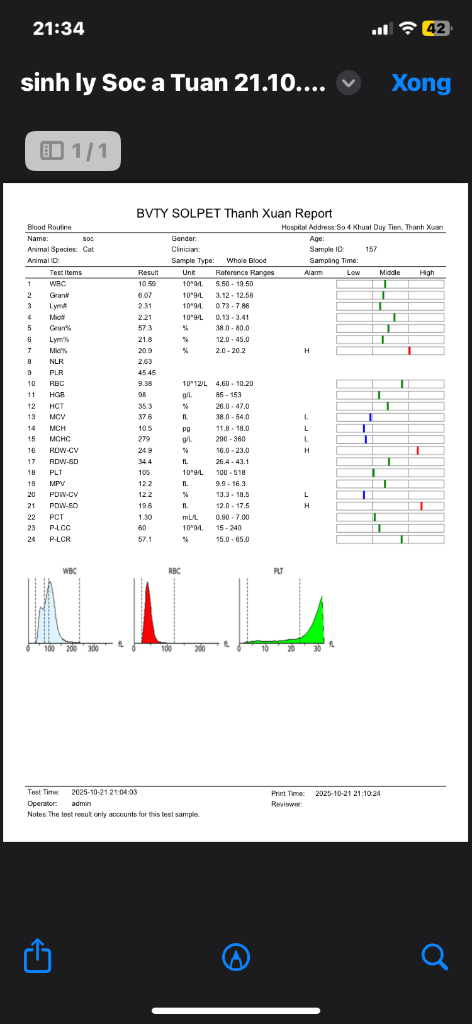 21:34
42
sinh ly Soc a Tuan 21.10....
Xong
1/1
BVTY SOLPET Thanh Xuan Report
Blood Routine Hospital Address:So 4 Khuat Duy Tien, Thanh Xuan
Name: soc Gender: Age:
Animal Species: Cat Clinician: Sample ID: 157
Animal ID: Sample Type: Whole Blood Sampling Time:
Test Items Result Unit Reference Ranges Alarm Low Middle High
1 WBC 10.59 10^9/L 5.50 - 19.50
2 Gran# 6.07 10^9/L 3.12 - 12.58
3 Lym# 2.31 10^9/L 0.73 - 7.86
4 Mid# 2.21 10^9/L 0.13 - 3.41
5 Gran% 57.3 % 38.0 - 80.0
6 Lym% 21.8 % 12.0 - 45.0
7 Mid% 20.9 % 2.0 - 20.2 H
8 NLR 2.63
9 PLR 45.45
10 RBC 9.38 10^12/L 4.60 - 10.20
11 HGB 98 g/L 85 - 153
12 HCT 35.3 % 26.0 - 47.0
13 MCV 37.6 fL 38.0 - 54.0 L
14 MCH 10.5 pg 11.8 - 18.0 L
15 MCHC 279 g/L 290 - 360 L
16 RDW-CV 24.9 % 16.0 - 23.0 H
17 RDW-SD 34.4 fL 26.4 - 43.1
18 PLT 105 10^9/L 100 - 518
19 MPV 12.2 fL 9.9 - 16.3
20 PDW-CV 12.2 % 13.3 - 18.5 L
21 PDW-SD 19.6 fL 12.0 - 17.5 H
22 PCT 1.30 mL/L 0.90 - 7.00
23 P-LCC 60 10^9/L 15 - 240
24 P-LCR 57.1 % 15.0 - 65.0
WBC RBC PLT
0 100 200 300 fL 0 100 200 fL 0 10 20 30 fL
Test Time: 2025-10-21 21:04:03 Print Time: 2025-10-21 21:10:24
Operator: admin Reviewer:
Notes:The test result only accounts for this test sample.